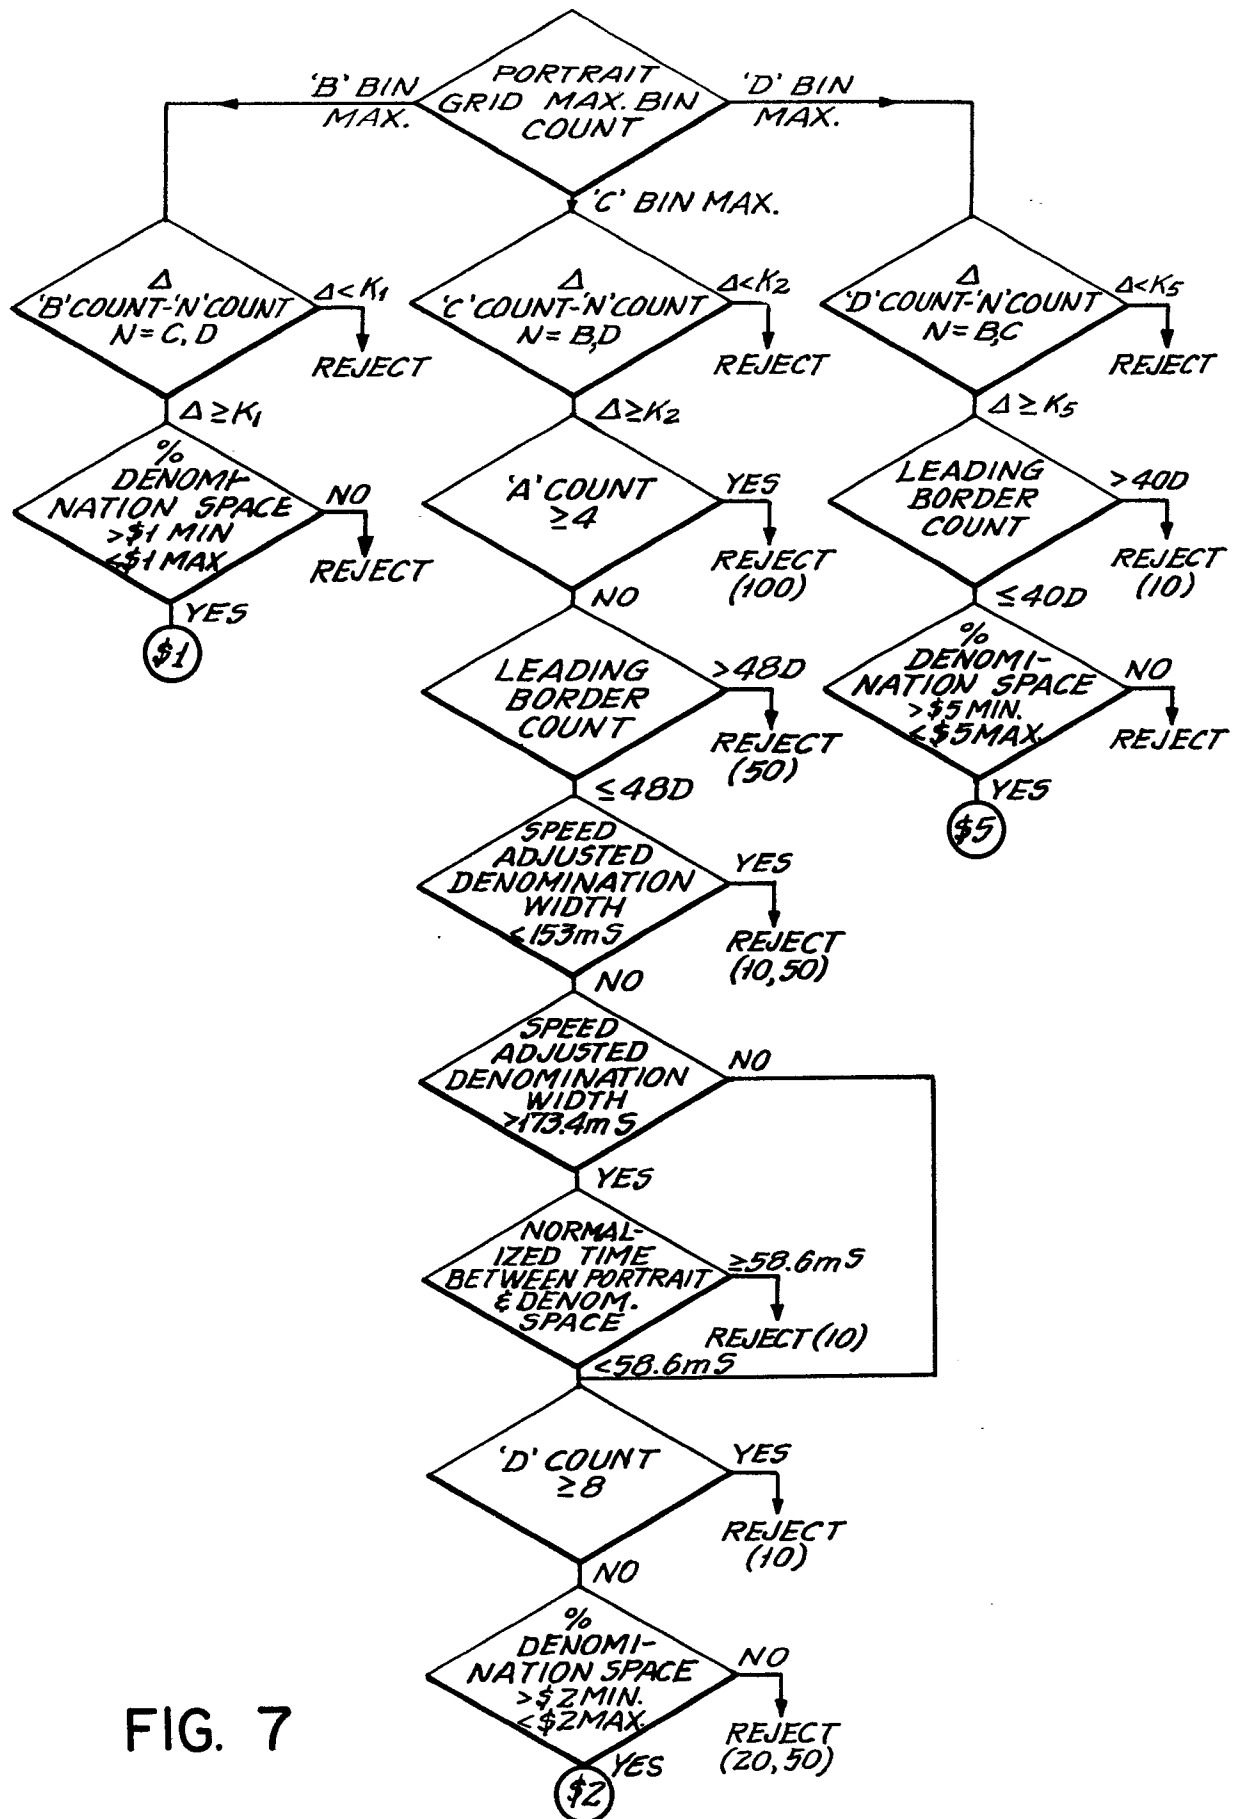 PORTRAIT
GRID MAX. BIN
COUNT
'B' BIN
MAX.
'D' BIN
MAX.
'C' BIN MAX.
Δ
'B' COUNT-'N' COUNT
N=C,D
Δ<K1
REJECT
Δ≥K1
%
DENOMI-
NATION SPACE
>$1 MIN
<$1 MAX
NO
REJECT
YES
$1
Δ
'C' COUNT-'N' COUNT
N=B,D
Δ<K2
REJECT
Δ≥K2
'A' COUNT
≥4
YES
REJECT
(100)
NO
LEADING
BORDER
COUNT
>48D
REJECT
(50)
≤48D
SPEED
ADJUSTED
DENOMINATION
WIDTH
<153mS
YES
REJECT
(10,50)
NO
SPEED
ADJUSTED
DENOMINATION
WIDTH
>173.4mS
NO
YES
NORMAL-
IZED TIME
BETWEEN PORTRAIT
& DENOM.
SPACE
≥58.6mS
REJECT (10)
<58.6mS
'D' COUNT
≥8
YES
REJECT
(10)
NO
%
DENOMI-
NATION SPACE
>$2 MIN.
<$2 MAX.
NO
REJECT
(20,50)
YES
$2
Δ
'D' COUNT-'N' COUNT
N=B,C
Δ<K5
REJECT
Δ≥K5
LEADING
BORDER
COUNT
>40D
REJECT
(10)
≤40D
%
DENOMI-
NATION SPACE
>$5 MIN.
<$5 MAX.
NO
REJECT
YES
$5
FIG. 7